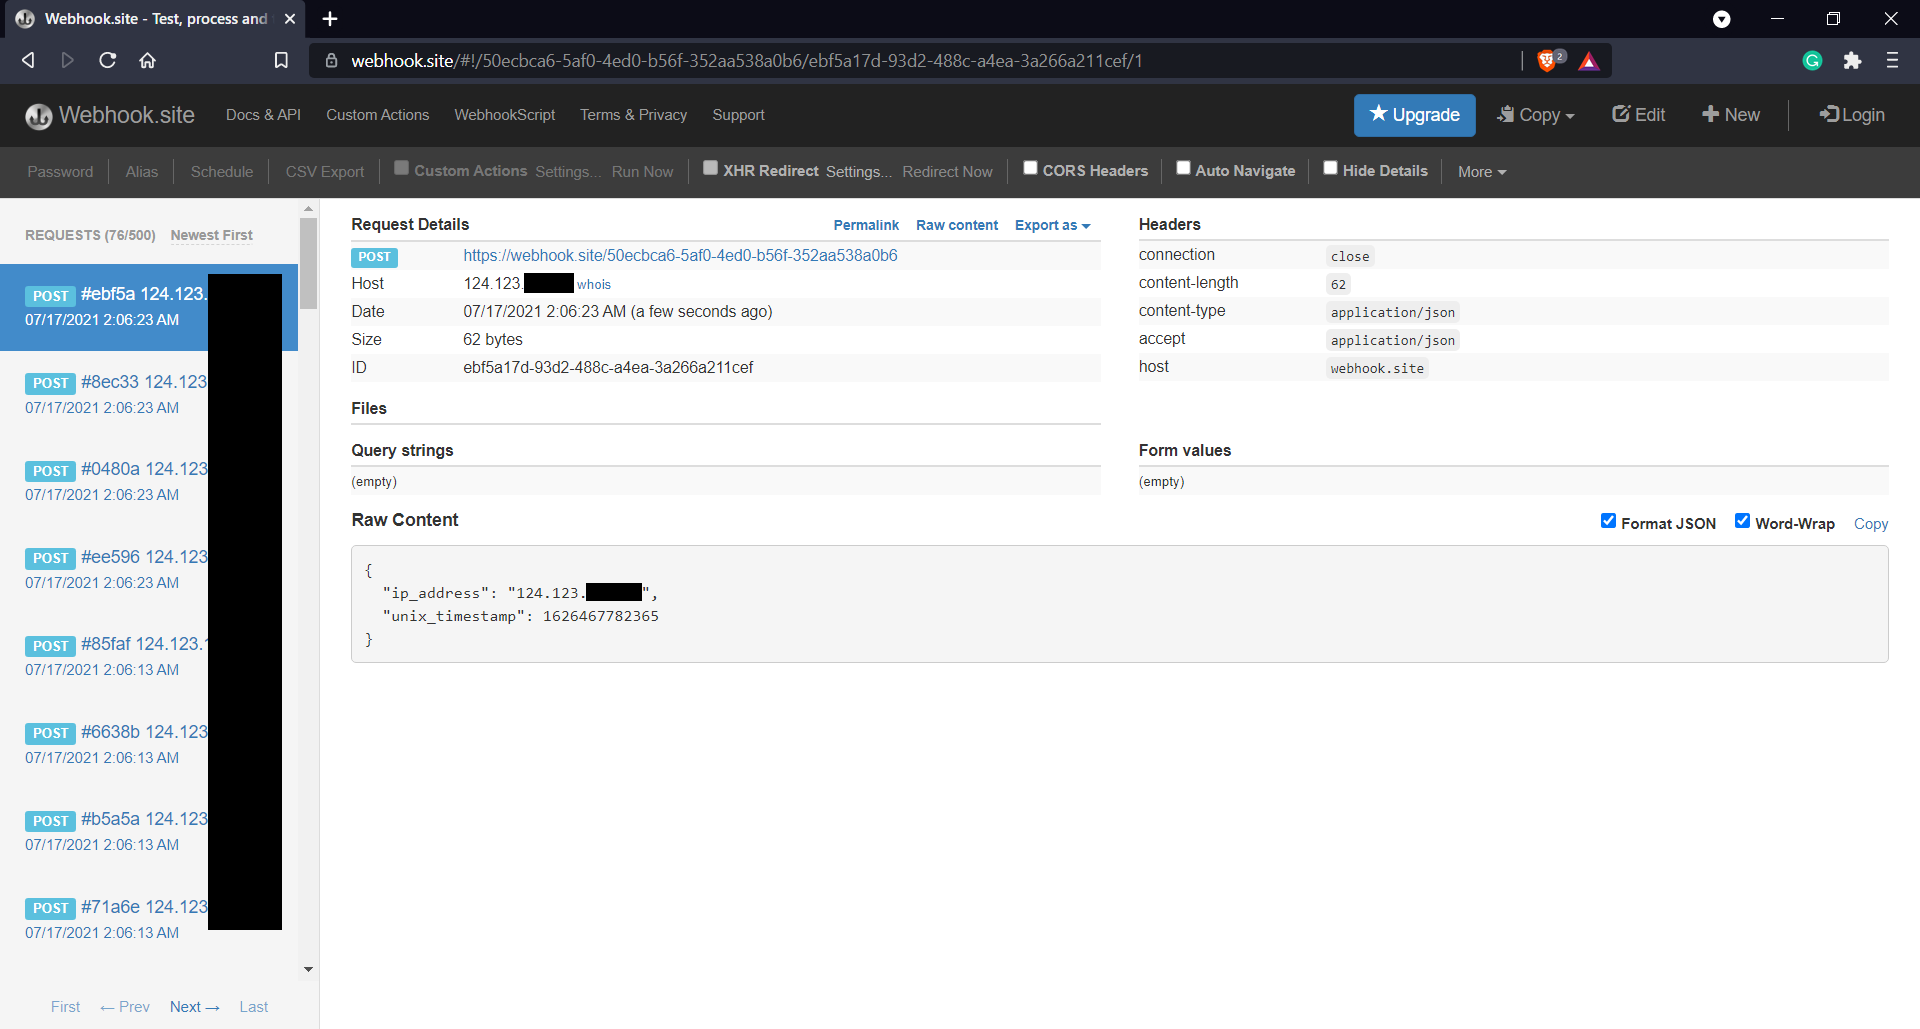 Webhook.site - Test, process and
webhook.site/#!/50ecbca6-5af0-4ed0-b56f-352aa538a0b6/ebf5a17d-93d2-488c-a4ea-3a266a211cef/1
2
G
Webhook.site Docs & API Custom Actions WebhookScript Terms & Privacy Support Upgrade Copy Edit New Login
Password Alias Schedule CSV Export Custom Actions Settings... Run Now XHR Redirect Settings... Redirect Now CORS Headers Auto Navigate Hide Details More
REQUESTS (76/500) Newest First
POST #ebf5a 124.123.
07/17/2021 2:06:23 AM
POST #8ec33 124.123
07/17/2021 2:06:23 AM
POST #0480a 124.123
07/17/2021 2:06:23 AM
POST #ee596 124.123
07/17/2021 2:06:23 AM
POST #85faf 124.123.
07/17/2021 2:06:13 AM
POST #6638b 124.123
07/17/2021 2:06:13 AM
POST #b5a5a 124.123
07/17/2021 2:06:13 AM
POST #71a6e 124.123
07/17/2021 2:06:13 AM
First ← Prev Next → Last
Request Details Permalink Raw content Export as
POST https://webhook.site/50ecbca6-5af0-4ed0-b56f-352aa538a0b6
Host 124.123. whois
Date 07/17/2021 2:06:23 AM (a few seconds ago)
Size 62 bytes
ID ebf5a17d-93d2-488c-a4ea-3a266a211cef
Files
Headers
connection close
content-length 62
content-type application/json
accept application/json
host webhook.site
Query strings
(empty)
Form values
(empty)
Raw Content Format JSON Word-Wrap Copy
{
"ip_address": "124.123. ",
"unix_timestamp": 1626467782365
}